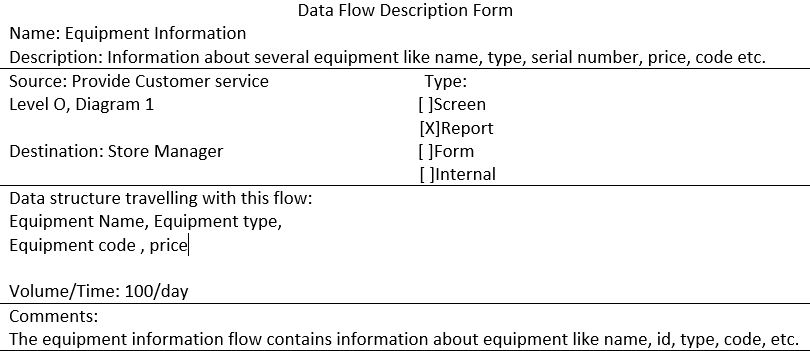 Data Flow Description Form
Name: Equipment Information
Description: Information about several equipment like name, type, serial number, price, code etc.
Source: Provide Customer service
Type:
Level O, Diagram 1
[ ]Screen
[X]Report
Destination: Store Manager
[ ]Form
[ ]Internal
Data structure travelling with this flow:
Equipment Name, Equipment type,
Equipment code , price
Volume/Time: 100/day
Comments:
The equipment information flow contains information about equipment like name, id, type, code, etc.